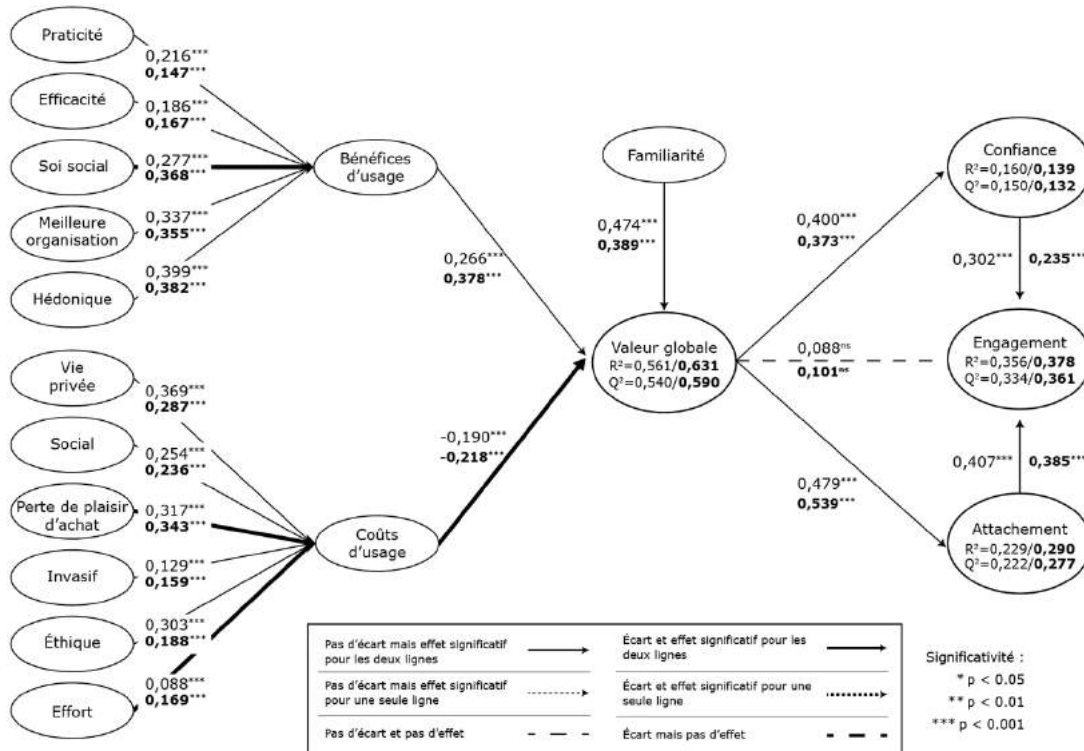 Praticité
0,216***
0,147***
Efficacité
0,186***
0,167***
Soi social
0,277***
0,368***
Meilleure
organisation
0,337***
0,355***
Hédonique
0,399***
0,382***
Bénéfices
d'usage
0,266***
0,378***
Vie
privée
0,369***
0,287***
Social
0,254***
0,236***
Perte de plaisir
d'achat
0,317***
0,343***
Invasif
0,129***
0,159***
Éthique
0,303***
0,188***
Effort
0,088***
0,169***
Coûts
d'usage
-0,190***
-0,218***
Familiarité
0,474***
0,389***
Valeur globale
R²=0,561/0,631
Q²=0,540/0,590
0,400***
0,373***
0,088ns
0,101ns
0,479***
0,539***
Confiance
R²=0,160/0,139
Q²=0,150/0,132
0,302*** 0,235***
Engagement
R²=0,356/0,378
Q²=0,334/0,361
0,407*** 0,385***
Attachement
R²=0,229/0,290
Q²=0,222/0,277
Pas d'écart mais effet significatif
pour les deux lignes
Écart et effet significatif pour les
deux lignes
Pas d'écart mais effet significatif
pour une seule ligne
Écart et effet significatif pour une
seule ligne
Pas d'écart et pas d'effet
Écart mais pas d'effet
Significativité :
* p < 0.05
** p < 0.01
*** p < 0.001